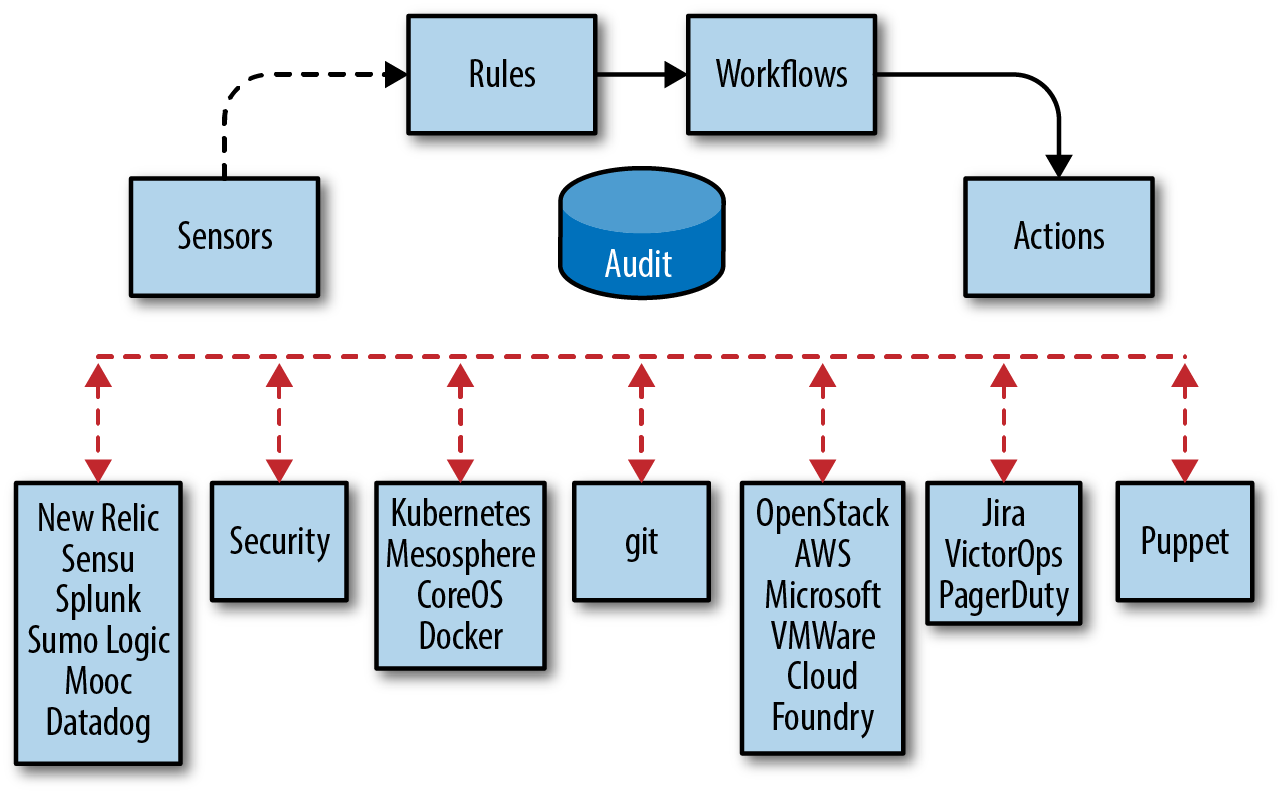 Rules
Workflows
Sensors
Audit
Actions
New Relic
Sensu
Splunk
Sumo Logic
Mooc
Datadog
Security
Kubernetes
Mesosphere
CoreOS
Docker
git
OpenStack
AWS
Microsoft
VMWare
Cloud
Foundry
Jira
VictorOps
PagerDuty
Puppet